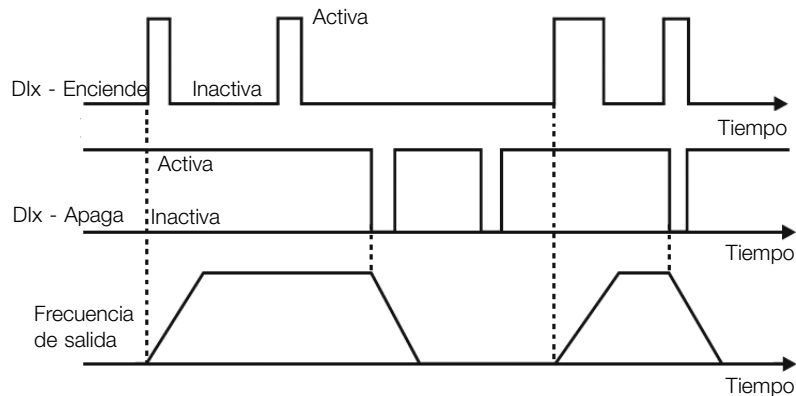 Activa
DIx - Enciende
Inactiva
Tiempo
Activa
DIx - Apaga
Inactiva
Tiempo
Frecuencia
de salida
Tiempo